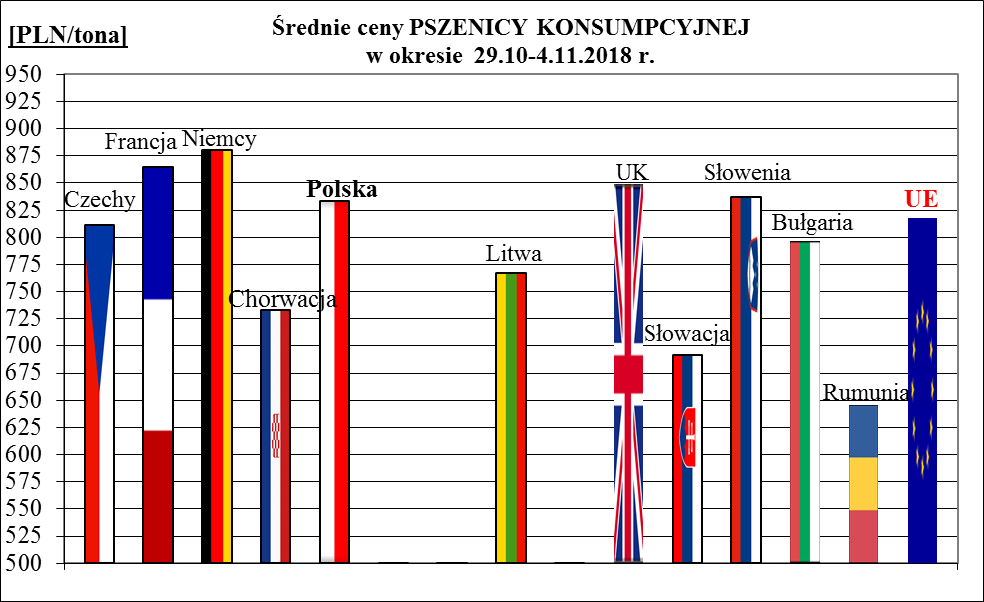 Średnie ceny PSZENICY KONSUMPCYJNEJ
w okresie 29.10-4.11.2018 r.
[PLN/tona]
950
925
900
875
850
825
800
775
750
725
700
675
650
625
600
575
550
525
500
Czechy
Francja
Niemcy
Chorwacja
Polska
Litwa
UK
Słowacja
Słowenia
Bułgaria
Rumunia
UE